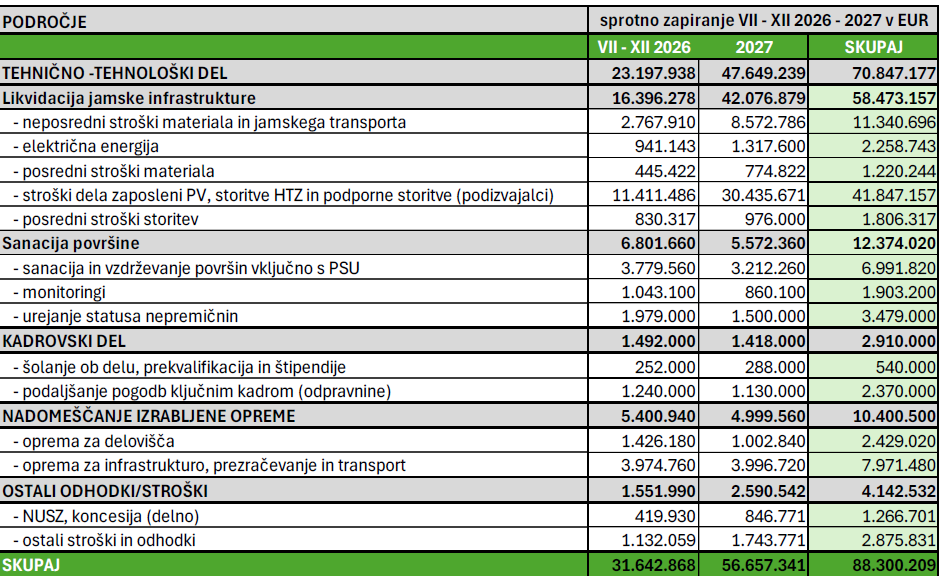 PODROČJE sprotno zapiranje VII - XII 2026 - 2027 v EUR
VII - XII 2026 2027 SKUPAJ
TEHNIČNO -TEHNOLOŠKI DEL 23.197.938 47.649.239 70.847.177
Likvidacija jamske infrastrukture 16.396.278 42.076.879 58.473.157
- neposredni stroški materiala in jamskega transporta 2.767.910 8.572.786 11.340.696
- električna energija 941.143 1.317.600 2.258.743
- posredni stroški materiala 445.422 774.822 1.220.244
- stroški dela zaposleni PV, storitve HTZ in podporne storitve (podizvajalci) 11.411.486 30.435.671 41.847.157
- posredni stroški storitev 830.317 976.000 1.806.317
Sanacija površine 6.801.660 5.572.360 12.374.020
- sanacija in vzdrževanje površin vključno s PSU 3.779.560 3.212.260 6.991.820
- monitoringi 1.043.100 860.100 1.903.200
- urejanje statusa nepremičnin 1.979.000 1.500.000 3.479.000
KADROVSKI DEL 1.492.000 1.418.000 2.910.000
- šolanje ob delu, prekvalifikacija in štipendije 252.000 288.000 540.000
- podaljšanje pogodb ključnim kadrom (odpravnine) 1.240.000 1.130.000 2.370.000
NADOMEŠČANJE IZRABLJENE OPREME 5.400.940 4.999.560 10.400.500
- oprema za delovišča 1.426.180 1.002.840 2.429.020
- oprema za infrastrukturo, prezračevanje in transport 3.974.760 3.996.720 7.971.480
OSTALI ODHODKI/STROŠKI 1.551.990 2.590.542 4.142.532
- NUSZ, koncesija (delno) 419.930 846.771 1.266.701
- ostali stroški in odhodki 1.132.059 1.743.771 2.875.831
SKUPAJ 31.642.868 56.657.341 88.300.209